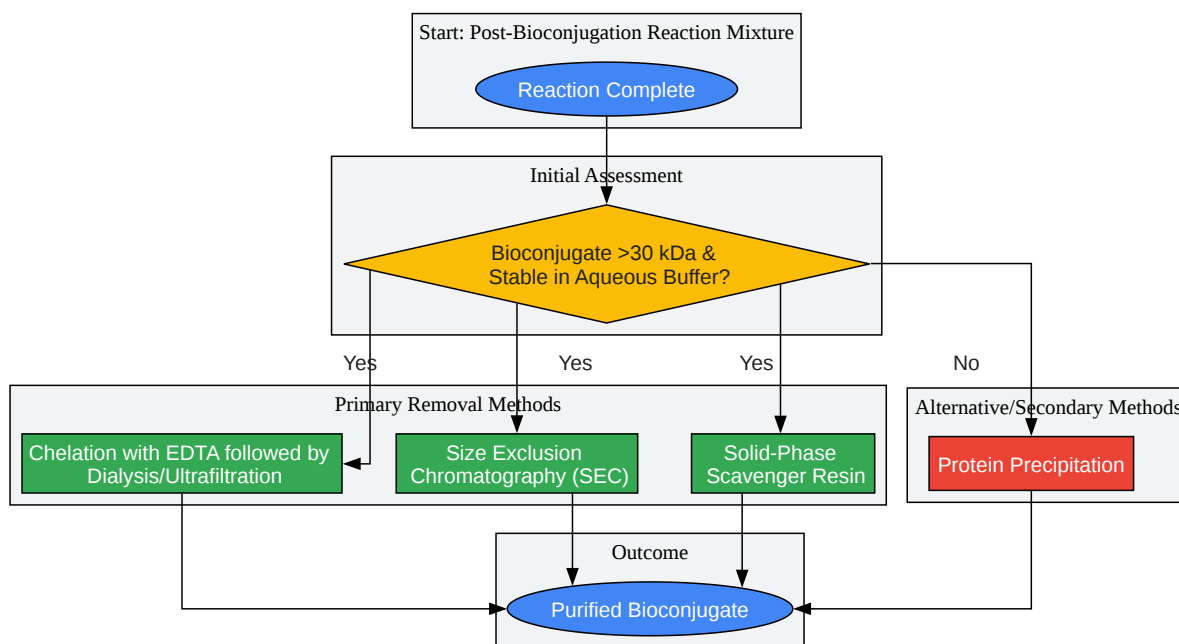 Start: Post-Bioconjugation Reaction Mixture
Reaction Complete
Initial Assessment
Bioconjugate >30 kDa &
Stable in Aqueous Buffer?
Yes
Yes
Yes
No
Primary Removal Methods
Alternative/Secondary Methods
Chelation with EDTA followed by
Dialysis/Ultrafiltration
Size Exclusion
Chromatography (SEC)
Solid-Phase
Scavenger Resin
Protein Precipitation
Outcome
Purified Bioconjugate